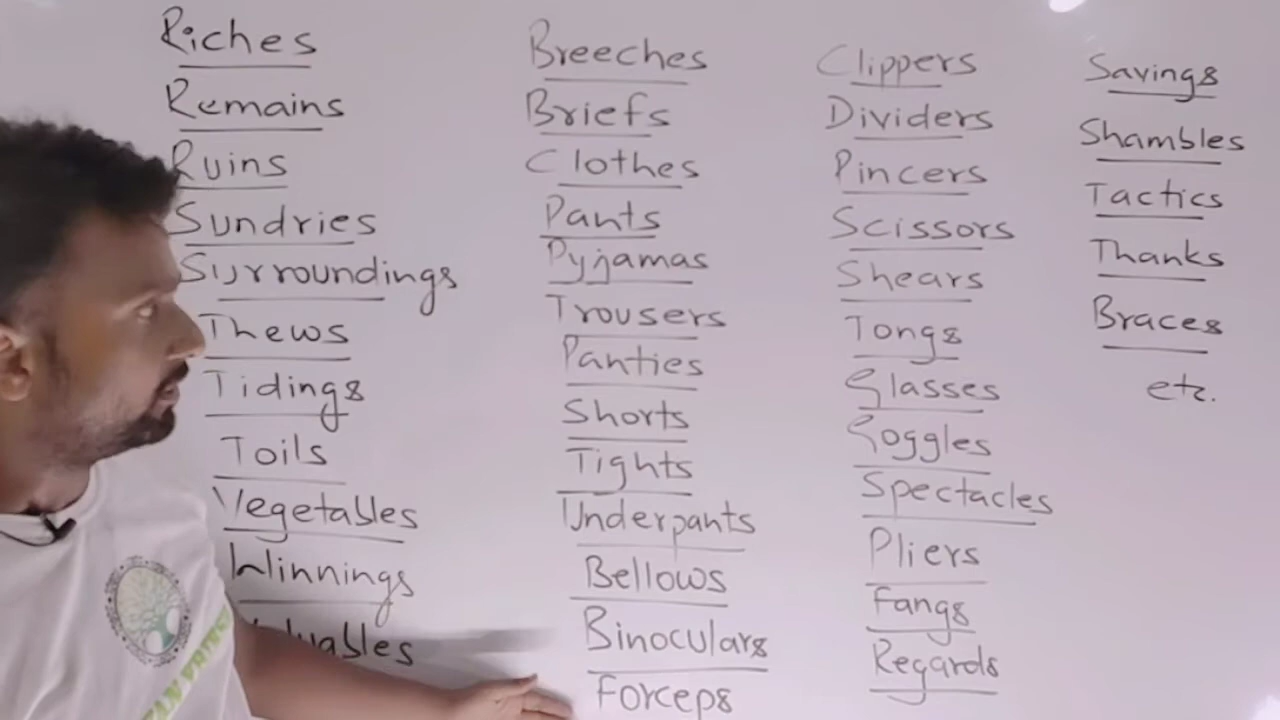 Riches
Remains
Ruins
Sundries
Surroundings
Thews
Tidings
Toils
Vegetables
Winnings
Valuables
Breeches
Briefs
Clothes
Pants
Pyjamas
Trousers
Panties
Shorts
Tights
Underpants
Bellows
Binoculars
Forceps
Clippers
Dividers
Pincers
Scissors
Shears
Tongs
Glasses
Goggles
Spectacles
Pliers
Fangs
Regards
Savings
Shambles
Tactics
Thanks
Braces
etc.